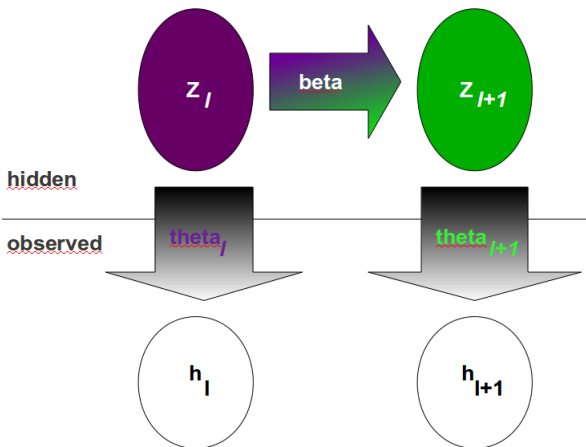 Z l
beta
Z l+1
hidden
observed
theta l
theta l+1
h l
h l+1